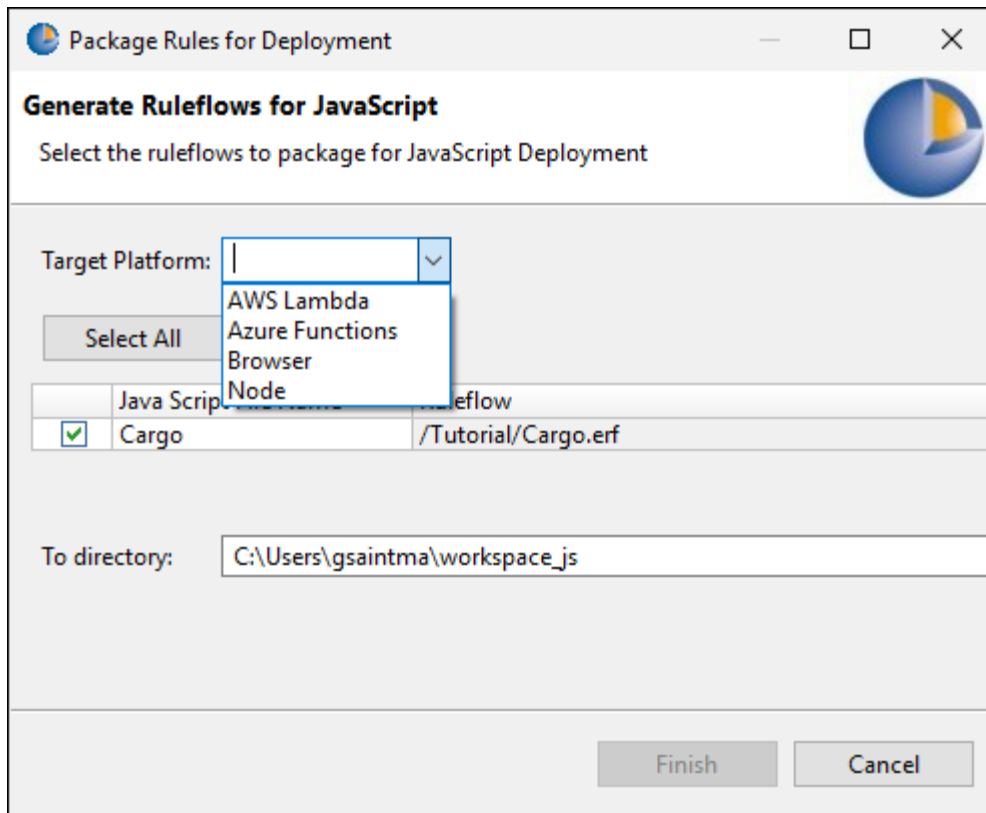 Package Rules for Deployment
Generate Ruleflows for JavaScript
Select the ruleflows to package for JavaScript Deployment
Target Platform:
AWS Lambda
Azure Functions
Browser
Node
Select All
Java Script
Cargo /Tutorial/Cargo.erf
To directory: C:\Users\gsaintma\workspace_js
Finish Cancel